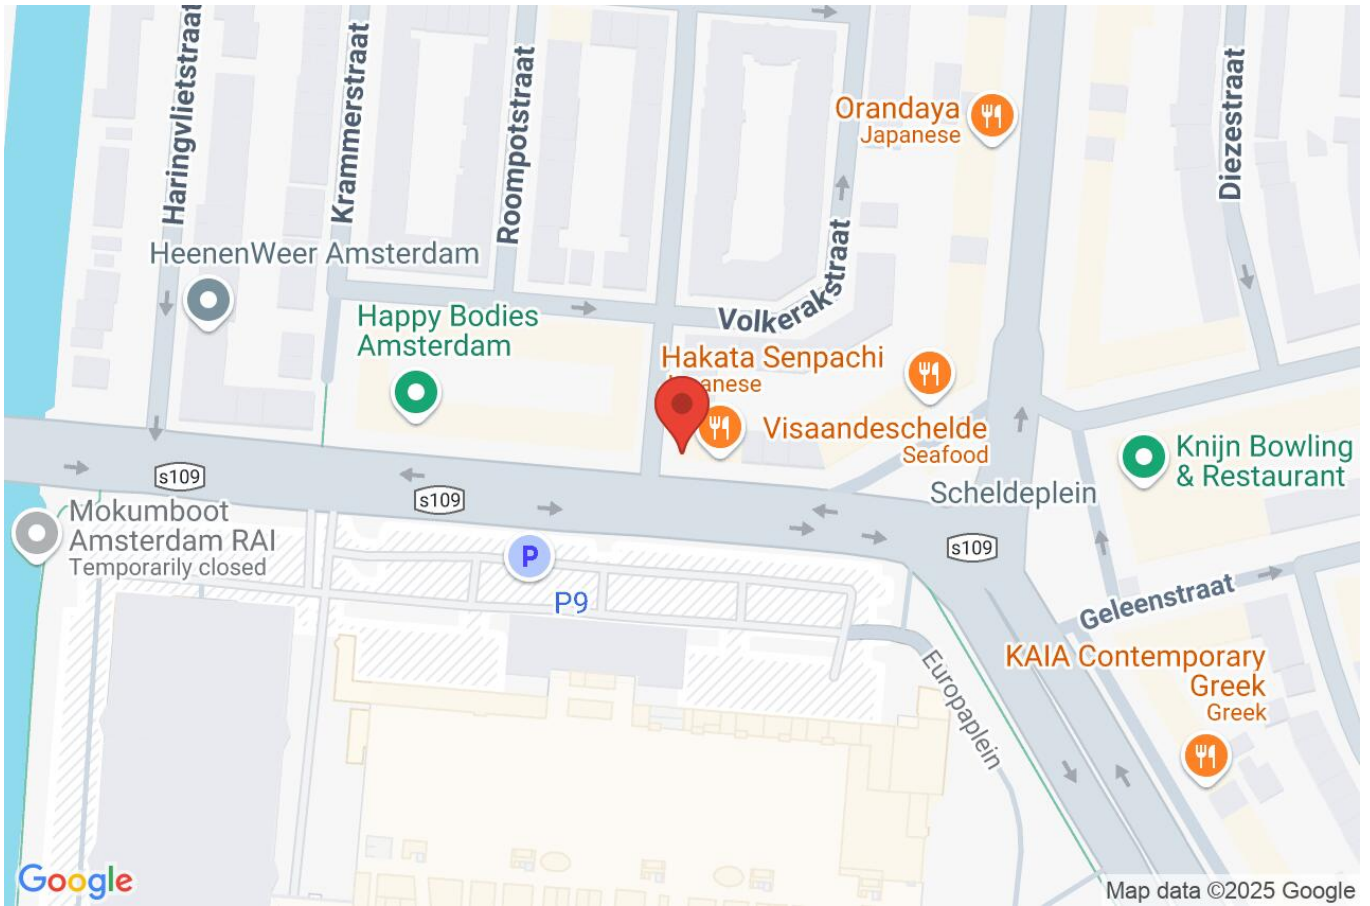 Haringvlietstraat
Krammerstraat
Roompotstraat
Orandaya
Japanese
Diezestraat
HeenenWeer Amsterdam
Volkerakstraat
Happy Bodies
Amsterdam
Hakata Senpachi
Visaandeschelde
Seafood
Knijn Bowling
& Restaurant
s109
s109
Scheldeplein
Mokumboot
Amsterdam RAI
Temporarily closed
s109
P
P9
Geleenstraat
KAIA Contemporary
Greek
Greek
Europaplein
Google
Map data ©2025 Google